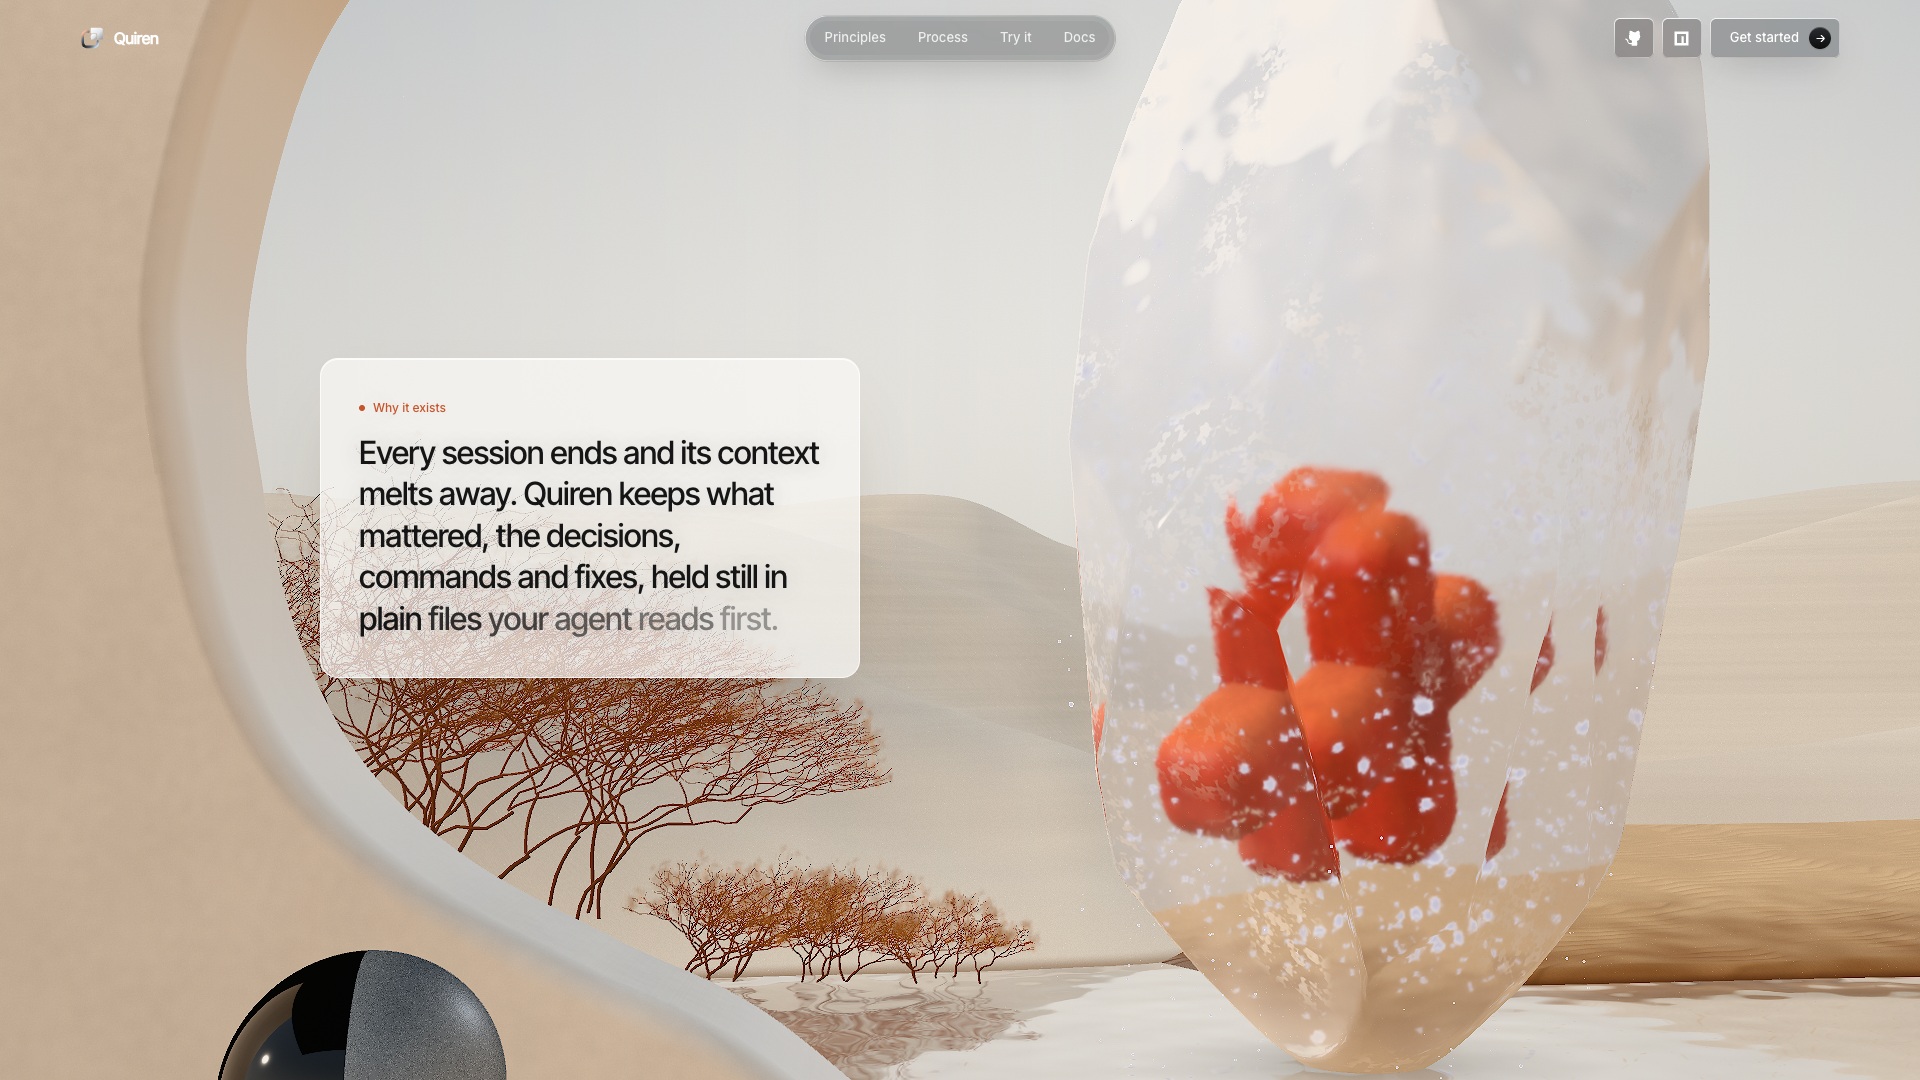 Quiren
Principles
Process
Try it
Docs
Get started
Why it exists
Every session ends and its context
melts away. Quiren keeps what
mattered, the decisions,
commands and fixes, held still in
plain files your agent reads first.